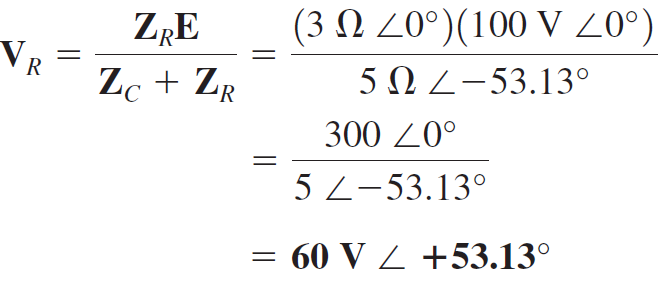 V_R = Z_R E / (Z_C + Z_R) = (3 Ω ∠0°)(100 V ∠0°) / 5 Ω ∠−53.13°
= 300 ∠0° / 5 ∠−53.13°
= 60 V ∠ +53.13°